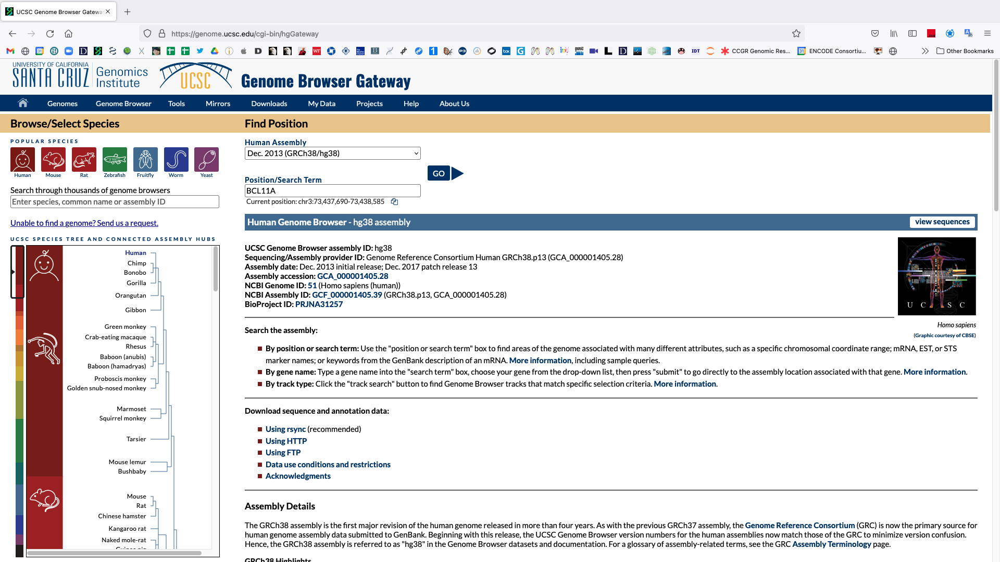 UCSC Genome Browser Gatewa
https://genome.ucsc.edu/cgi-bin/hgGateway
CCGR Genomic Res...
ENCODE Consortiu...
Other Bookmarks
UNIVERSITY OF CALIFORNIA
SANTA CRUZ
Genomics
Institute
UCSC
Genome Browser Gateway
Genomes
Genome Browser
Tools
Mirrors
Downloads
My Data
Projects
Help
About Us
Browse/Select Species
POPULAR SPECIES
Human
Mouse
Rat
Zebrafish
Fruitfly
Worm
Yeast
Search through thousands of genome browsers
Enter species, common name or assembly ID
Unable to find a genome? Send us a request.
UCSC SPECIES TREE AND CONNECTED ASSEMBLY HUBS
Human
Chimp
Bonobo
Gorilla
Orangutan
Gibbon
Green monkey
Crab-eating macaque
Rhesus
Baboon (anubis)
Baboon (hamadryas)
Proboscis monkey
Golden snub-nosed monkey
Marmoset
Squirrel monkey
Tarsier
Mouse lemur
Bushbaby
Mouse
Rat
Chinese hamster
Kangaroo rat
Naked mole-rat
Find Position
Human Assembly
Dec. 2013 (GRCh38/hg38)
GO
Position/Search Term
BCL11A
Current position: chr3:73,437,690-73,438,585
Human Genome Browser - hg38 assembly
view sequences
UCSC Genome Browser assembly ID: hg38
Sequencing/Assembly provider ID: Genome Reference Consortium Human GRCh38.p13 (GCA_000001405.28)
Assembly date: Dec. 2013 initial release; Dec. 2017 patch release 13
Assembly accession: GCA_000001405.28
NCBI Genome ID: 51 (Homo sapiens (human))
NCBI Assembly ID: GCF_000001405.39 (GRCh38.p13, GCA_000001405.28)
BioProject ID: PRJNA31257
U C S C
Homo sapiens
(Graphic courtesy of CBSE)
Search the assembly:
By position or search term: Use the "position or search term" box to find areas of the genome associated with many different attributes, such as a specific chromosomal coordinate range; mRNA, EST, or STS
marker names; or keywords from the GenBank description of an mRNA. More information, including sample queries.
By gene name: Type a gene name into the "search term" box, choose your gene from the drop-down list, then press "submit" to go directly to the assembly location associated with that gene. More information.
By track type: Click the "track search" button to find Genome Browser tracks that match specific selection criteria. More information.
Download sequence and annotation data:
Using rsync (recommended)
Using HTTP
Using FTP
Data use conditions and restrictions
Acknowledgments
Assembly Details
The GRCh38 assembly is the first major revision of the human genome released in more than four years. As with the previous GRCh37 assembly, the Genome Reference Consortium (GRC) is now the primary source for
human genome assembly data submitted to GenBank. Beginning with this release, the UCSC Genome Browser version numbers for the human assemblies now match those of the GRC to minimize version confusion.
Hence, the GRCh38 assembly is referred to as "hg38" in the Genome Browser datasets and documentation. For a glossary of assembly-related terms, see the GRC Assembly Terminology page.
GRCh38 Highlights